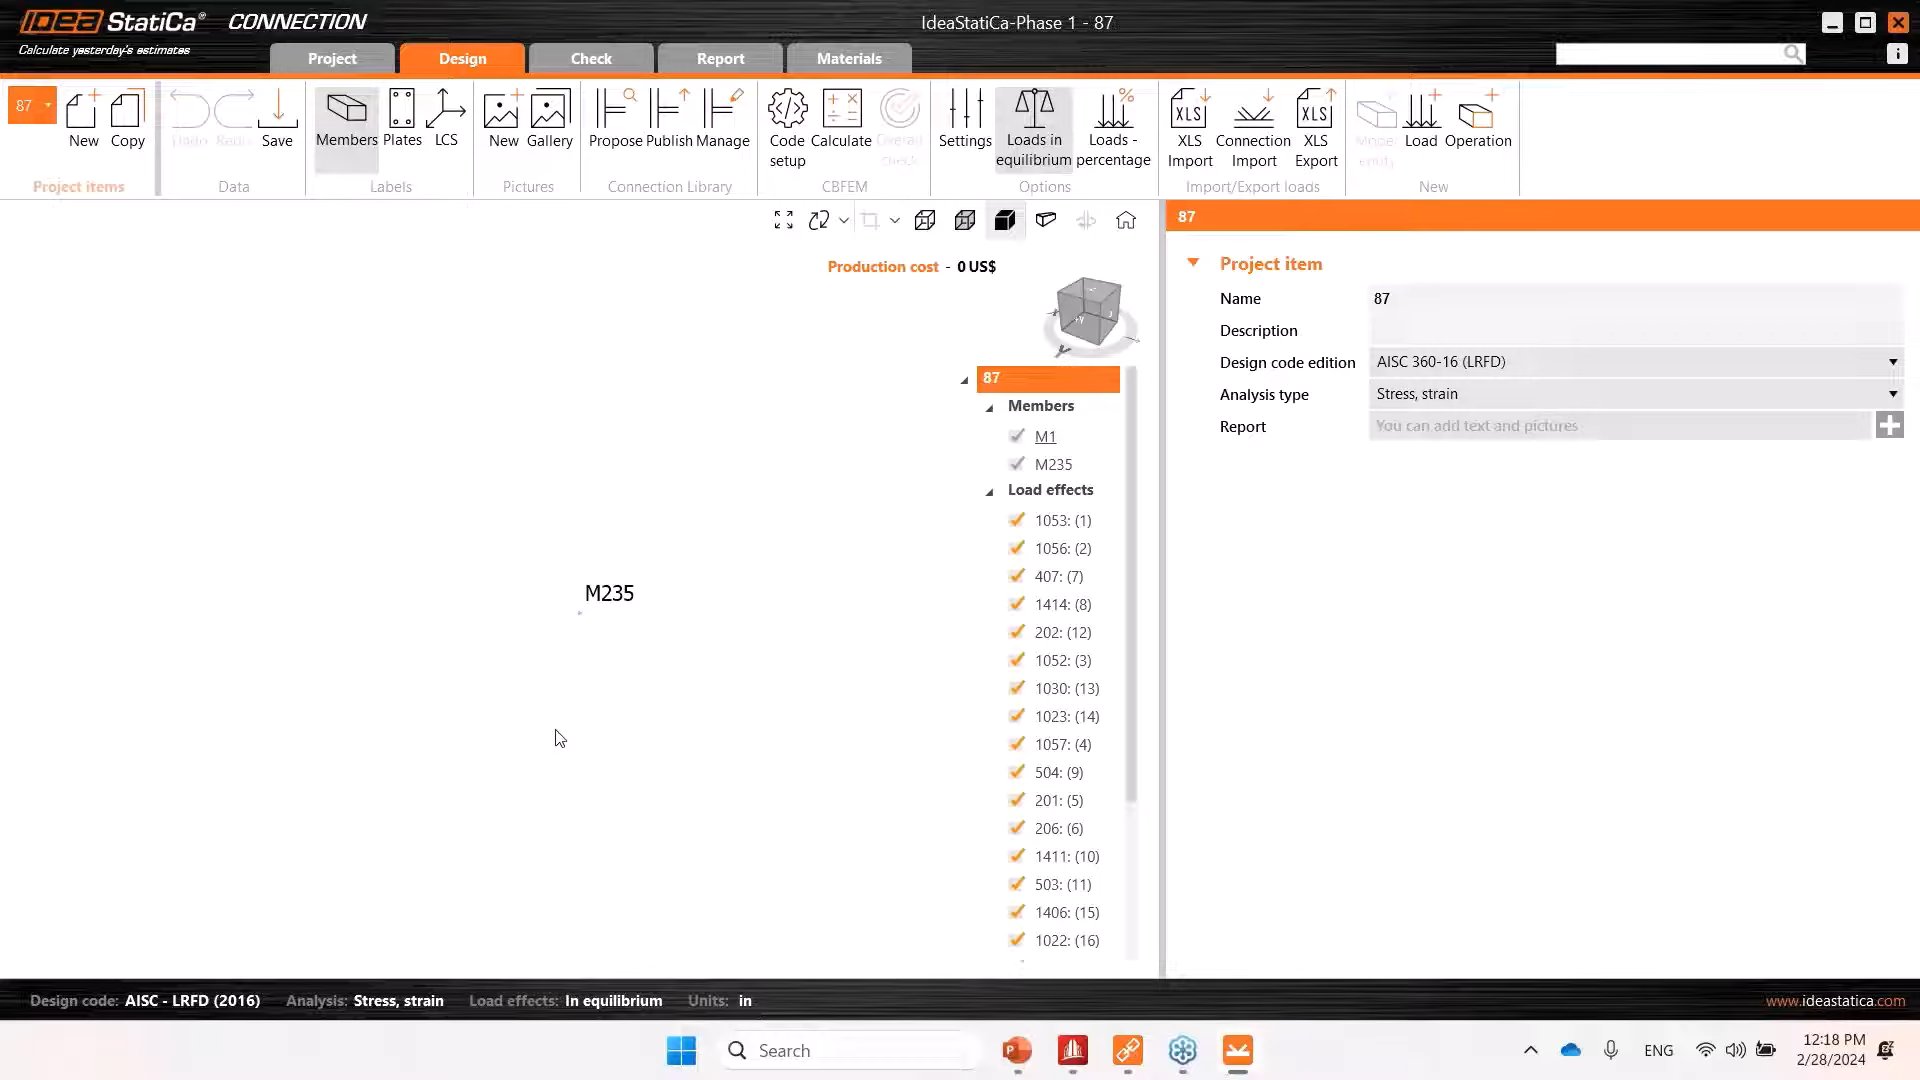 IDEA StatiCa® CONNECTION
IdeaStatiCa-Phase 1 - 87
Calculate yesterday's estimates
Project
Design
Check
Report
Materials
87
New
Copy
Undo
Redo
Save
Members
Plates
LCS
New
Gallery
Propose
Publish
Manage
Code setup
Calculate
Overall check
Settings
Loads in equilibrium
Loads - percentage
XLS Import
Connection Import
XLS Export
Load
Operation
Project items
Data
Labels
Pictures
Connection Library
CBFEM
Options
Import/Export loads
New
Production cost - 0 US$
87
Members
M1
M235
Load effects
1053: (1)
1056: (2)
407: (7)
1414: (8)
202: (12)
1052: (3)
1030: (13)
1023: (14)
1057: (4)
504: (9)
201: (5)
206: (6)
1411: (10)
503: (11)
1406: (15)
1022: (16)
M235
87
Project item
Name 87
Description
Design code edition AISC 360-16 (LRFD)
Analysis type Stress, strain
Report You can add text and pictures
Design code: AISC - LRFD (2016) Analysis: Stress, strain Load effects: In equilibrium Units: in
www.ideastatica.com
Search
ENG
12:18 PM
2/28/2024